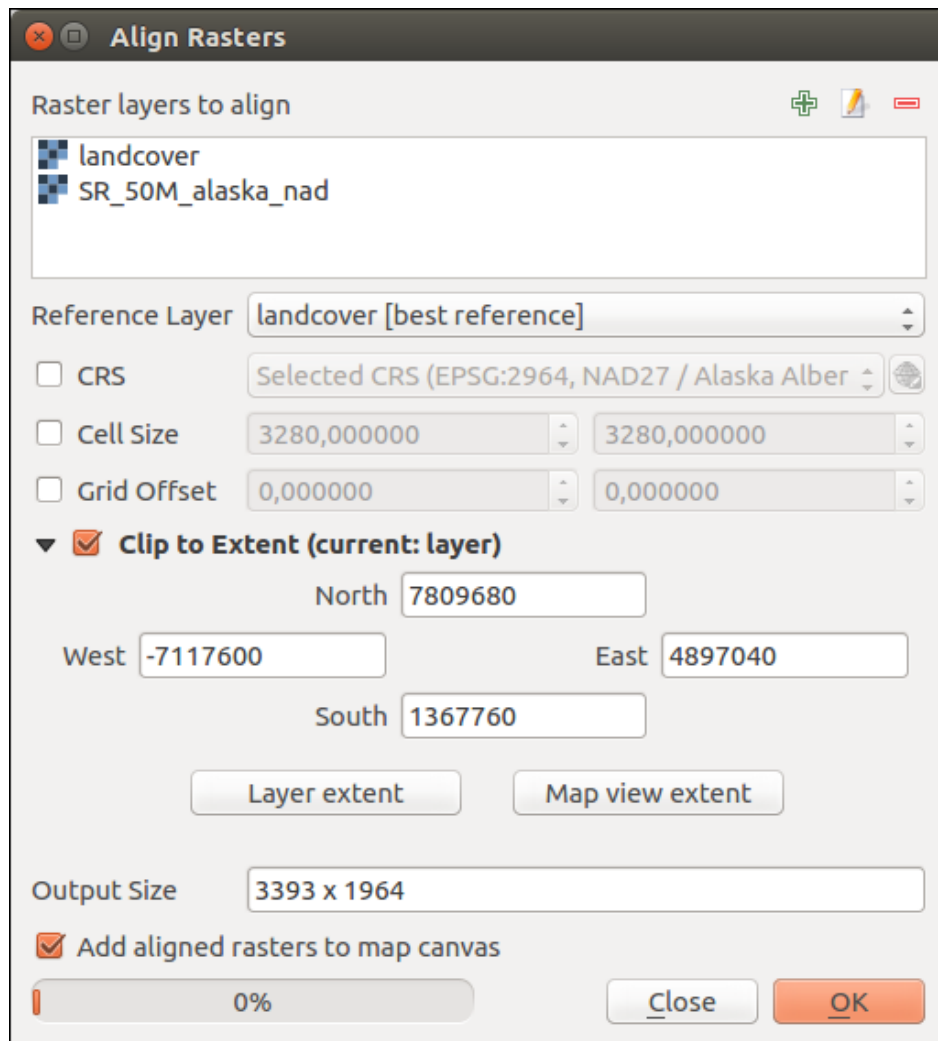 Align Rasters
Raster layers to align
landcover
SR_50M_alaska_nad
Reference Layer landcover [best reference]
CRS Selected CRS (EPSG:2964, NAD27 / Alaska Alber
Cell Size 3280,000000 3280,000000
Grid Offset 0,000000 0,000000
Clip to Extent (current: layer)
North 7809680
West -7117600 East 4897040
South 1367760
Layer extent Map view extent
Output Size 3393 x 1964
Add aligned rasters to map canvas
0% Close OK